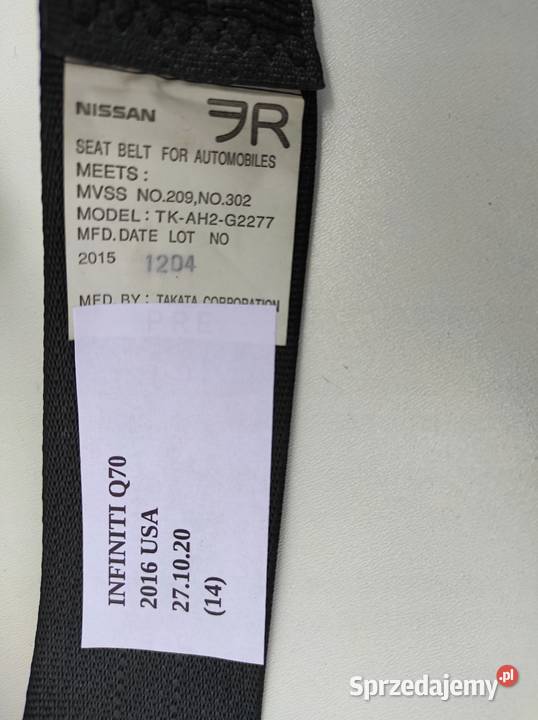 NISSAN
SEAT BELT FOR AUTOMOBILES
MEETS :
MVSS NO.209,NO.302
MODEL : TK-AH2-G2277
MFD.DATE LOT NO
2015 1204
MFD. BY : TAKATA CORPORATION
PRE
INFINITI Q70
2016 USA
27.10.20
(14)
Sprzedajemy.pl